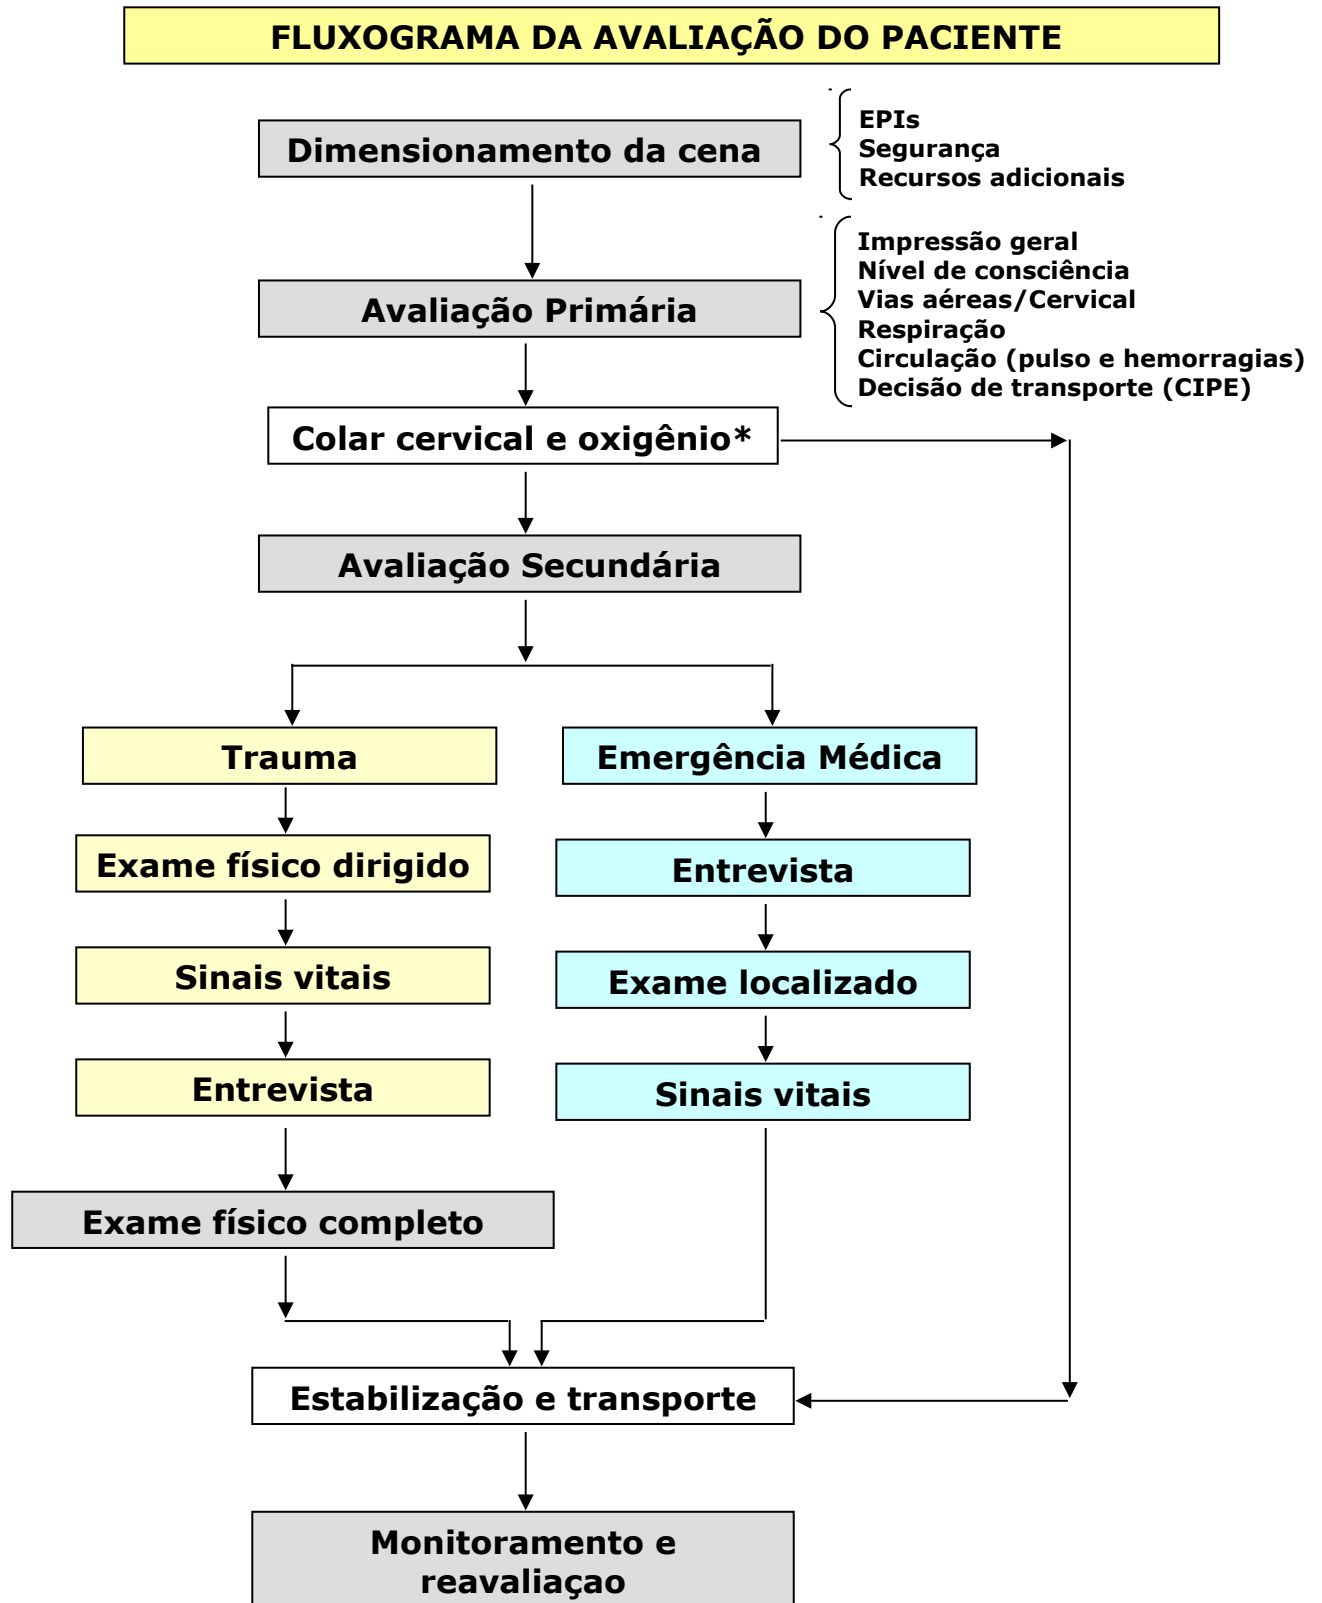 FLUXOGRAMA DA AVALIAÇÃO DO PACIENTE
Dimensionamento da cena
EPIs
Segurança
Recursos adicionais
Avaliação Primária
Impressão geral
Nível de consciência
Vias aéreas/Cervical
Respiração
Circulação (pulso e hemorragias)
Decisão de transporte (CIPE)
Colar cervical e oxigênio*
Avaliação Secundária
Trauma
Exame físico dirigido
Sinais vitais
Entrevista
Exame físico completo
Emergência Médica
Entrevista
Exame localizado
Sinais vitais
Estabilização e transporte
Monitoramento e
reavaliaçao